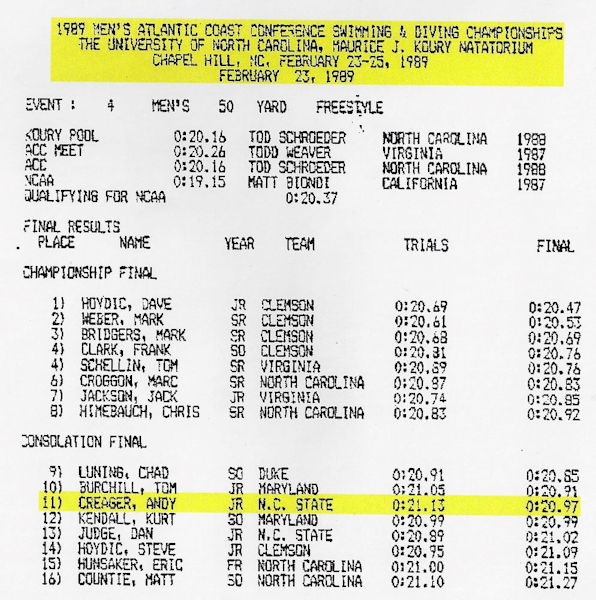 1989 MEN'S ATLANTIC COAST CONFERENCE SWIMMING & DIVING CHAMPIONSHIPS
THE UNIVERSITY OF NORTH CAROLINA, MAURICE J. KOURY NATATORIUM
CHAPEL HILL, NC, FEBRUARY 23-25, 1989
FEBRUARY 23, 1989
EVENT : 4 MEN'S 50 YARD FREESTYLE
KOURY POOL 0:20.16 TOD SCHROEDER NORTH CAROLINA 1988
ACC MEET 0:20.26 TODD WEAVER VIRGINIA 1987
ACC 0:20.16 TOD SCHROEDER NORTH CAROLINA 1988
NCAA 0:19.15 MATT BIONDI CALIFORNIA 1987
QUALIFYING FOR NCAA 0:20.37
FINAL RESULTS
PLACE NAME YEAR TEAM TRIALS FINAL
CHAMPIONSHIP FINAL
1) HOYDIC, DAVE JR CLEMSON 0:20.69 0:20.47
2) WEBER, MARK SR CLEMSON 0:20.61 0:20.53
3) BRIDGERS, MARK SR CLEMSON 0:20.68 0:20.69
4) CLARK, FRANK SO CLEMSON 0:20.81 0:20.76
4) SCHELLIN, TOM SR VIRGINIA 0:20.89 0:20.76
6) CROGGON, MARC SR NORTH CAROLINA 0:20.87 0:20.83
7) JACKSON, JACK JR VIRGINIA 0:20.74 0:20.85
8) HIMEBAUCH, CHRIS SR NORTH CAROLINA 0:20.83 0:20.92
CONSOLATION FINAL
9) LUNING, CHAD SO DUKE 0:20.91 0:20.85
10) BURCHILL, TOM JR MARYLAND 0:21.05 0:20.91
11) CREAGER, ANDY JR N.C. STATE 0:21.13 0:20.97
12) KENDALL, KURT SO MARYLAND 0:20.99 0:20.99
13) JUDGE, DAN JR N.C. STATE 0:20.89 0:21.02
14) HOYDIC, STEVE JR CLEMSON 0:20.95 0:21.09
15) HUNSAKER, ERIC FR NORTH CAROLINA 0:21.00 0:21.15
16) COUNTIE, MATT SO NORTH CAROLINA 0:21.10 0:21.27